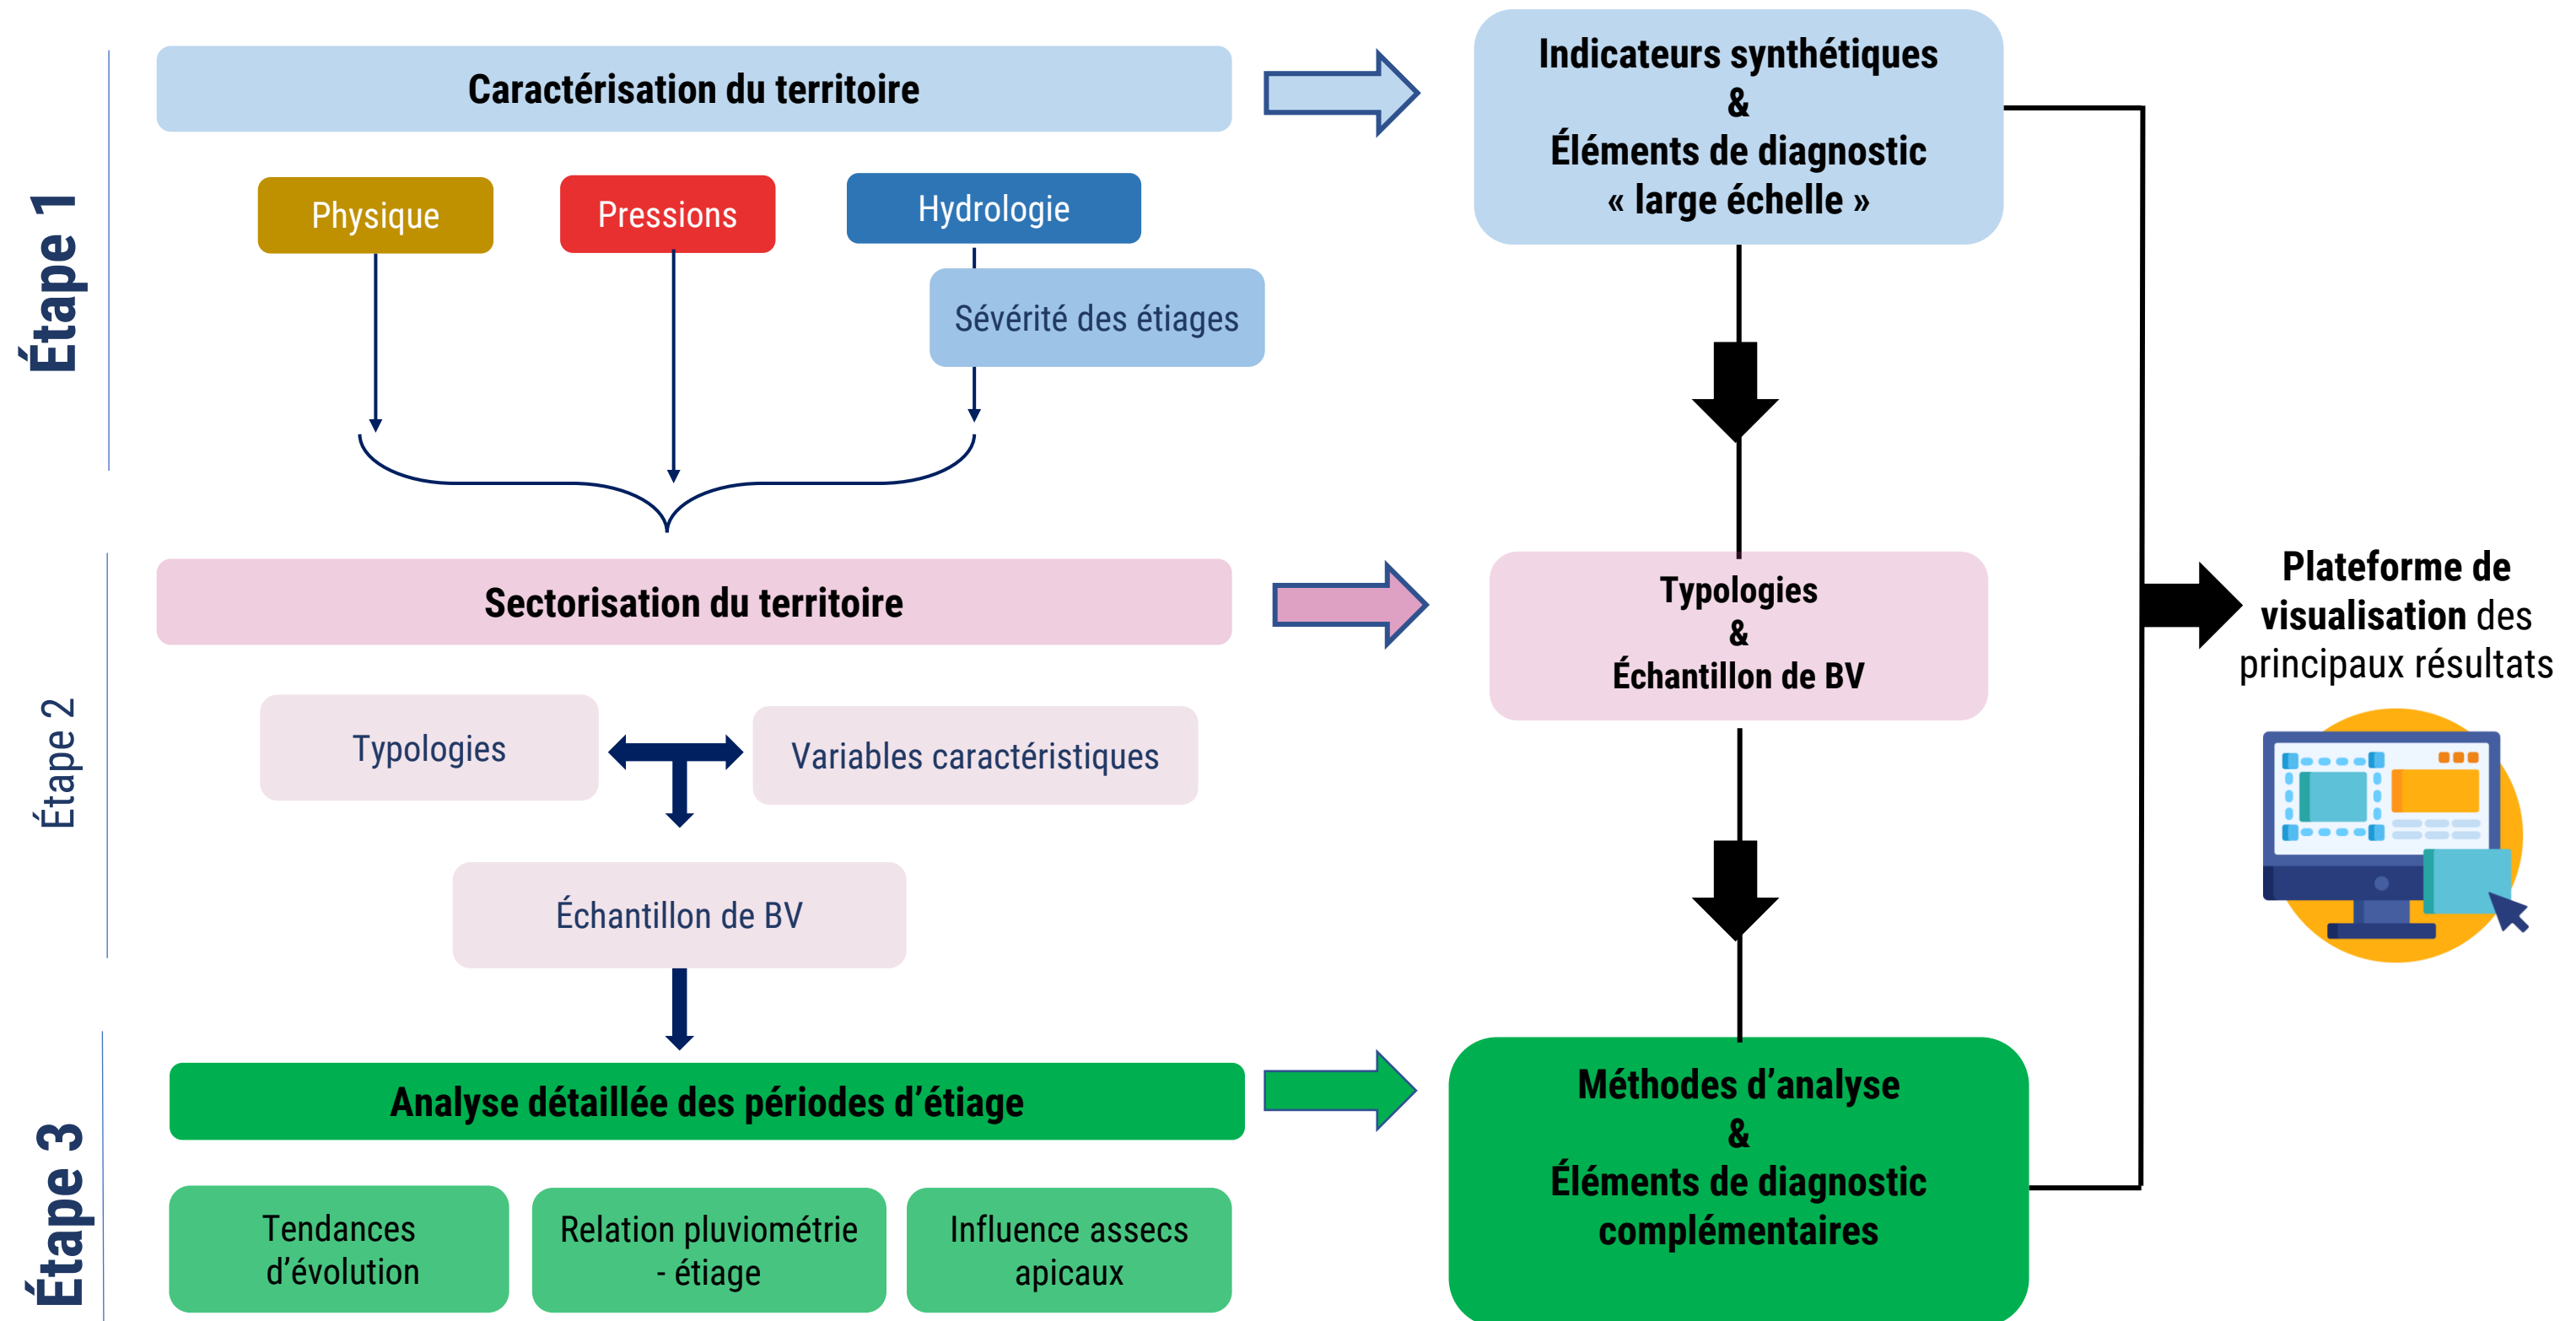 Étape 1
Caractérisation du territoire
Physique
Pressions
Hydrologie
Sévérité des étiages
Indicateurs synthétiques
&
Éléments de diagnostic
« large échelle »
Étape 2
Sectorisation du territoire
Typologies
Variables caractéristiques
Échantillon de BV
Typologies
&
Échantillon de BV
Étape 3
Analyse détaillée des périodes d’étiage
Tendances
d’évolution
Relation pluviométrie
- étiage
Influence assecs
apicaux
Méthodes d’analyse
&
Éléments de diagnostic
complémentaires
Plateforme de
visualisation des
principaux résultats